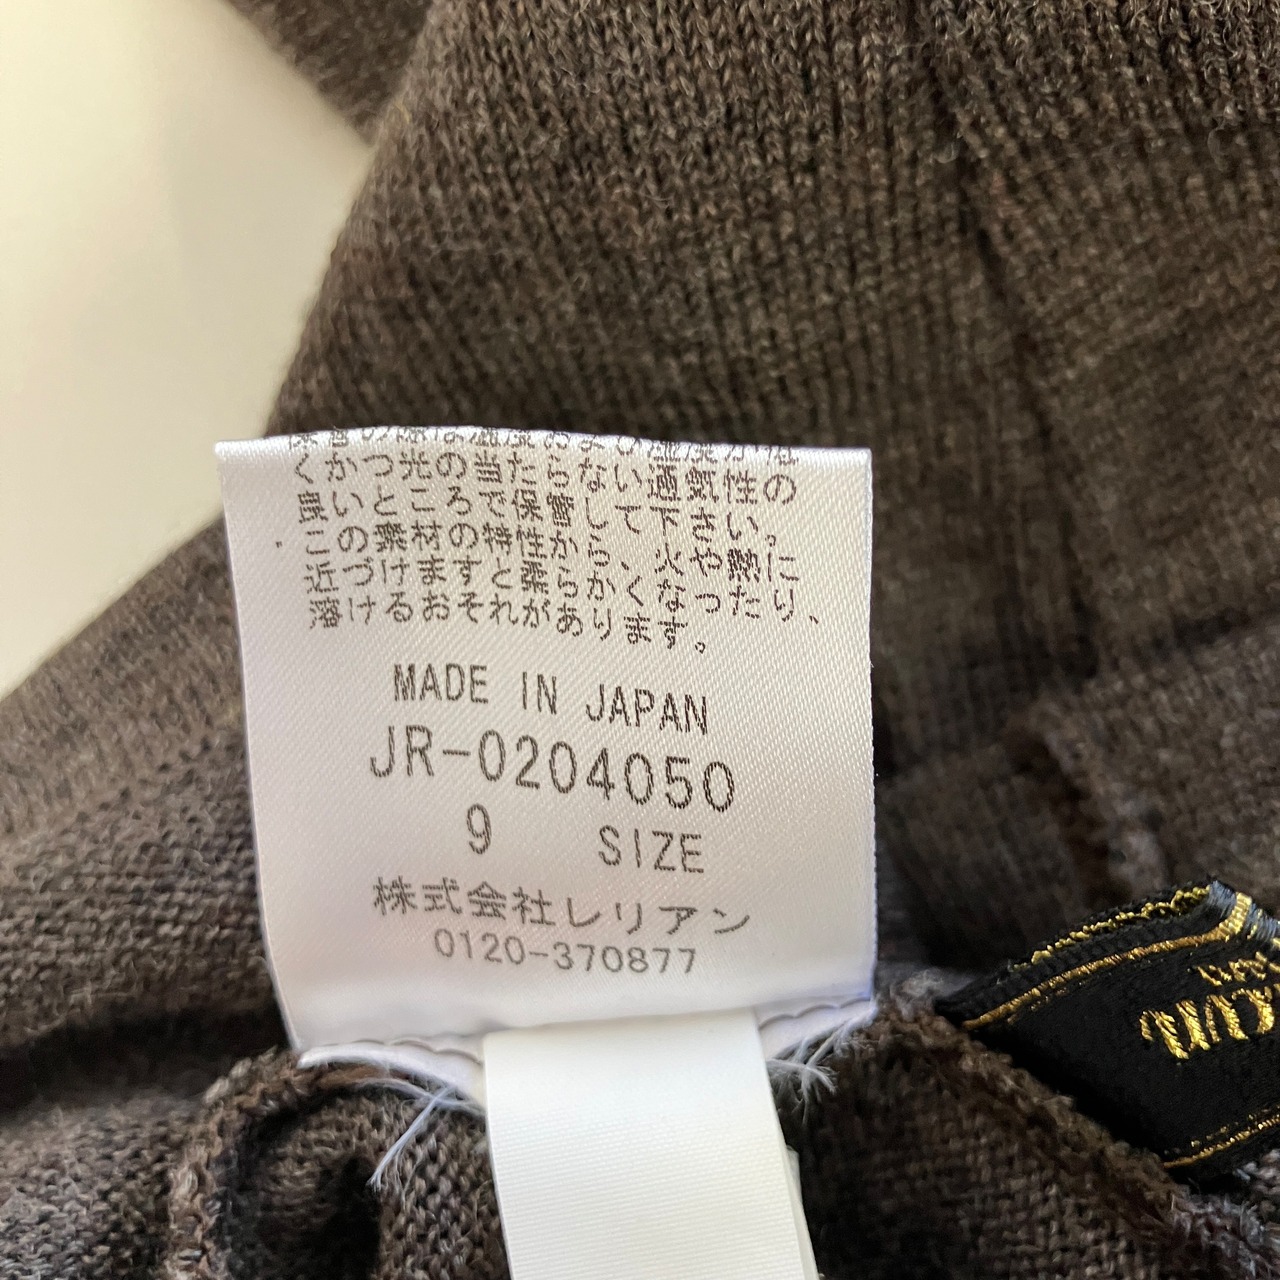 くかつ光の当たらない通気性の
良いところで保管して下さい。
この素材の特性から、火や熱に
近づけますと柔らかくなったり、
溶けるおそれがあります。
MADE IN JAPAN
JR-0204050
9 SIZE
株式会社レリアン
0120-370877